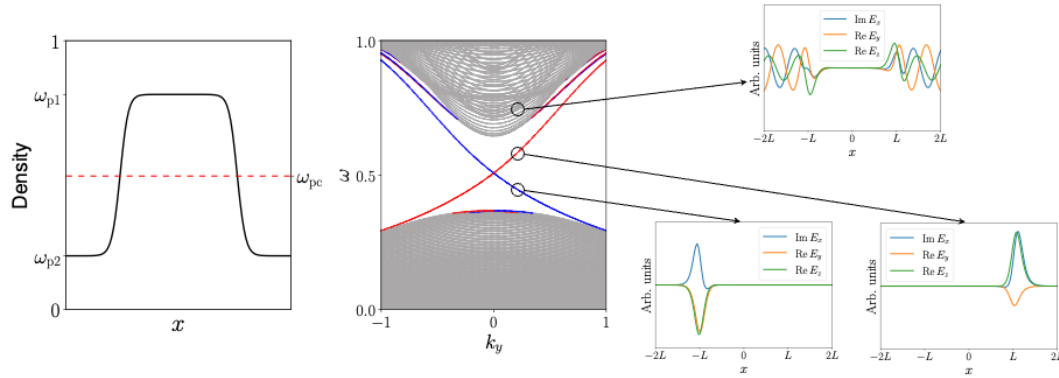 1
ω_p1
Density
ω_p2
0
x
ω_pc
1.0
ω
0.5
0.0
−1
0
1
k_y
Im E_x
Re E_y
Re E_z
Arb. units
−2L
−L
0
L
2L
x
Im E_x
Re E_y
Re E_z
Arb. units
−2L
−L
0
L
2L
x
Im E_x
Re E_y
Re E_z
Arb. units
−2L
−L
0
L
2L
x